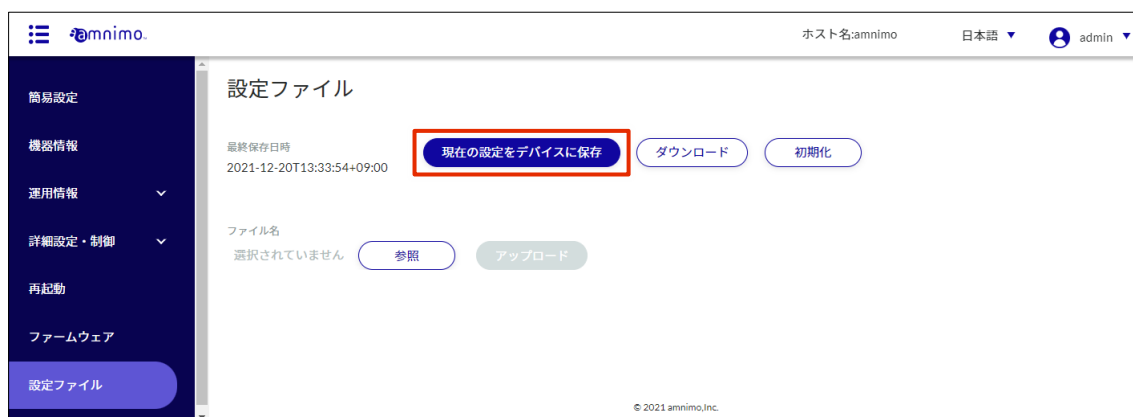 amnimo
ホスト名:amnimo
日本語
admin
簡易設定
機器情報
運用情報
詳細設定・制御
再起動
ファームウェア
設定ファイル
設定ファイル
最終保存日時
2021-12-20T13:33:54+09:00
現在の設定をデバイスに保存
ダウンロード
初期化
ファイル名
選択されていません
参照
アップロード
© 2021 amnimo,Inc.